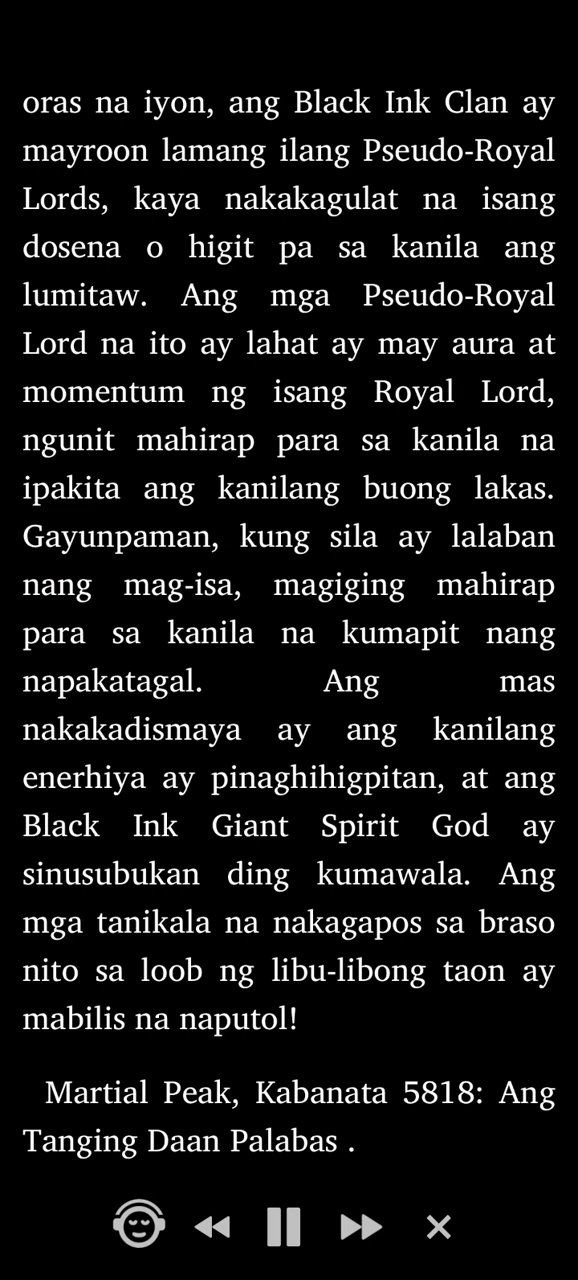 oras na iyon, ang Black Ink Clan ay
mayroon lamang ilang Pseudo-Royal
Lords, kaya nakakagulat na isang
dosena o higit pa sa kanila ang
lumitaw. Ang mga Pseudo-Royal
Lord na ito ay lahat ay may aura at
momentum ng isang Royal Lord,
ngunit mahirap para sa kanila na
ipakita ang kanilang buong lakas.
Gayunpaman, kung sila ay lalaban
nang mag-isa, magiging mahirap
para sa kanila na kumapit nang
napakatagal. Ang mas
nakakadismaya ay ang kanilang
enerhiya ay pinaghihigpitan, at ang
Black Ink Giant Spirit God ay
sinusubukan ding kumawala. Ang
mga tanikala na nakagapos sa braso
nito sa loob ng libu-libong taon ay
mabilis na naputol!
Martial Peak, Kabanata 5818: Ang
Tanging Daan Palabas .